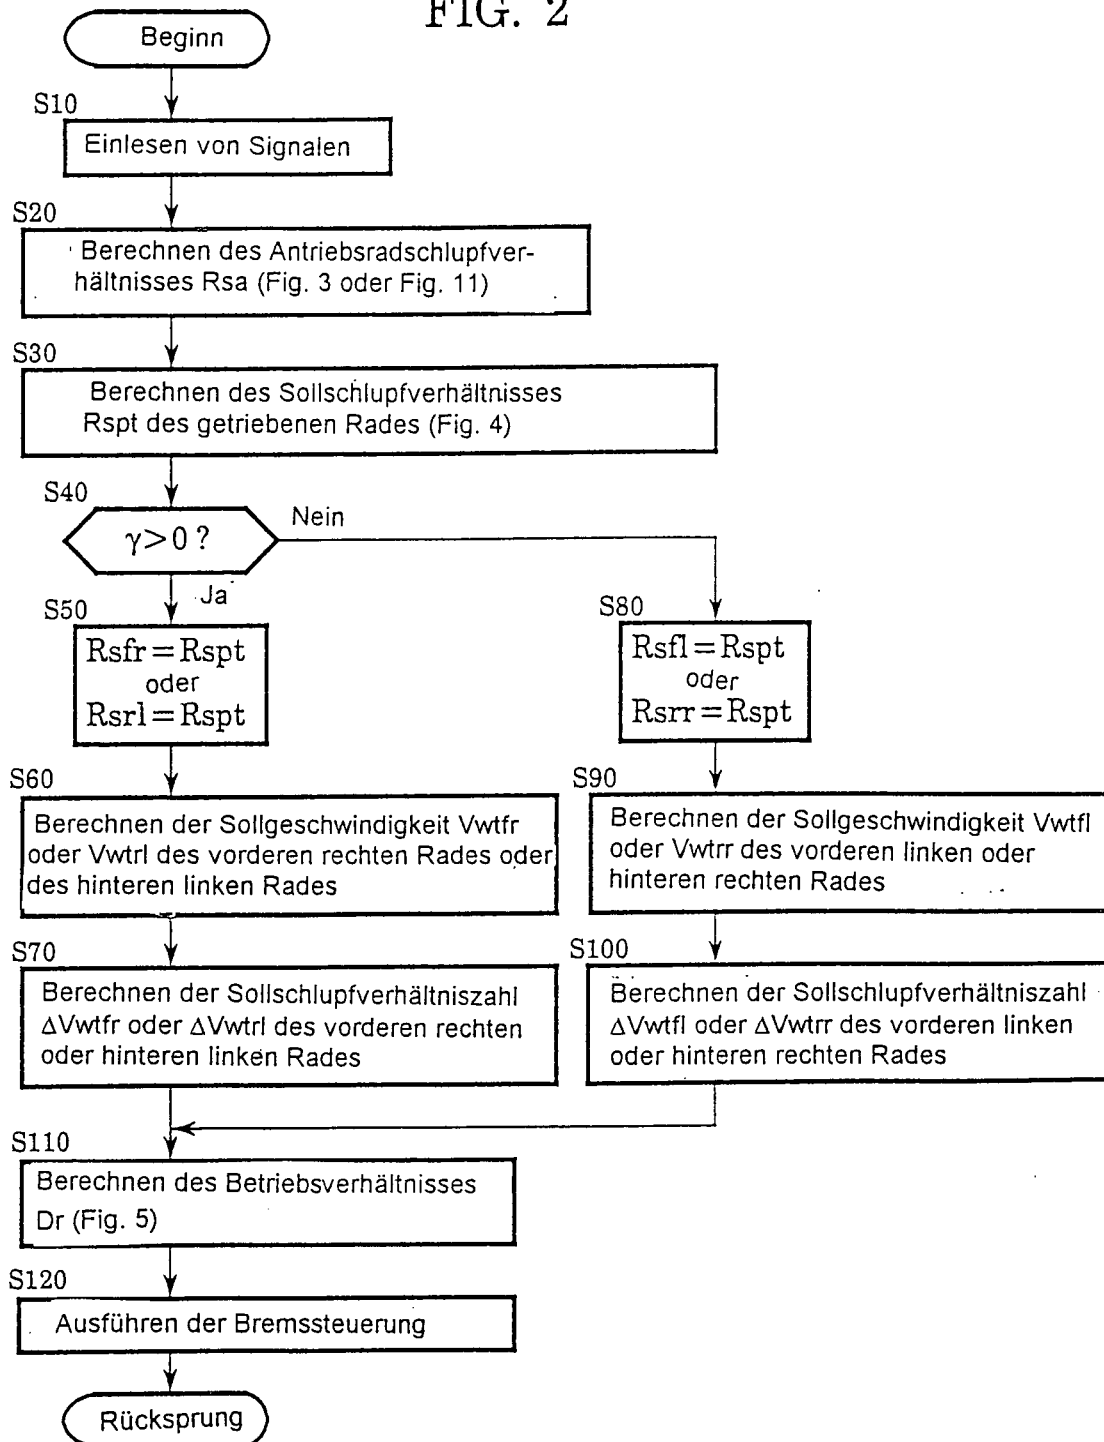 FIG. 2
Beginn
S10
Einlesen von Signalen
S20
Berechnen des Antriebsradschlupfver-
hältnisses Rsa (Fig. 3 oder Fig. 11)
S30
Berechnen des Sollschlupfverhältnisses
Rspt des getriebenen Rades (Fig. 4)
S40
γ>0 ?
Nein
Ja
S50
Rsfr=Rspt
oder
Rsrl=Rspt
S80
Rsfl=Rspt
oder
Rsrr=Rspt
S60
Berechnen der Sollgeschwindigkeit Vwtfr
oder Vwtrl des vorderen rechten Rades oder
des hinteren linken Rades
S90
Berechnen der Sollgeschwindigkeit Vwtfl
oder Vwtrr des vorderen linken oder
hinteren rechten Rades
S70
Berechnen der Sollschlupfverhältniszahl
ΔVwtfr oder ΔVwtrl des vorderen rechten
oder hinteren linken Rades
S100
Berechnen der Sollschlupfverhältniszahl
ΔVwtfl oder ΔVwtrr des vorderen linken
oder hinteren rechten Rades
S110
Berechnen des Betriebsverhältnisses
Dr (Fig. 5)
S120
Ausführen der Bremssteuerung
Rücksprung